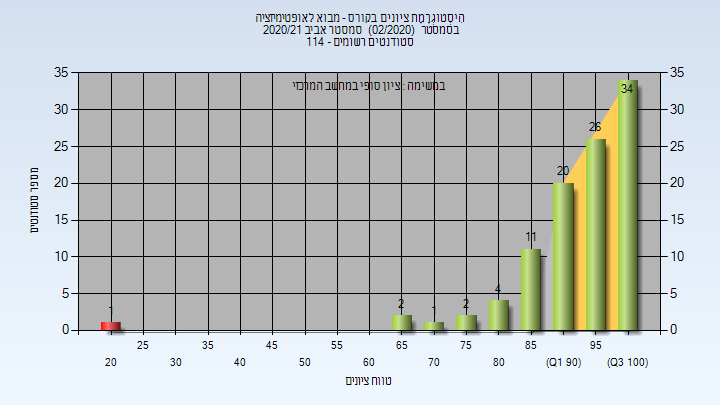 היסטוגרמת ציונים בקורס - מבוא לאופטימיזציה
בסמסטר (02/2020) סמסטר אביב 2020/21
סטודנטים רשומים - 114
במשימה : ציון סופי במחשב המרכזי
35 35
30 30
25 25
20 20
15 15
10 10
5 5
0 0
מספר סטודנטים
1 2 1 2 4 11 20 26 34
25 35 45 55 65 75 85 95
20 30 40 50 60 70 80 (Q1 90) (Q3 100)
טווח ציונים